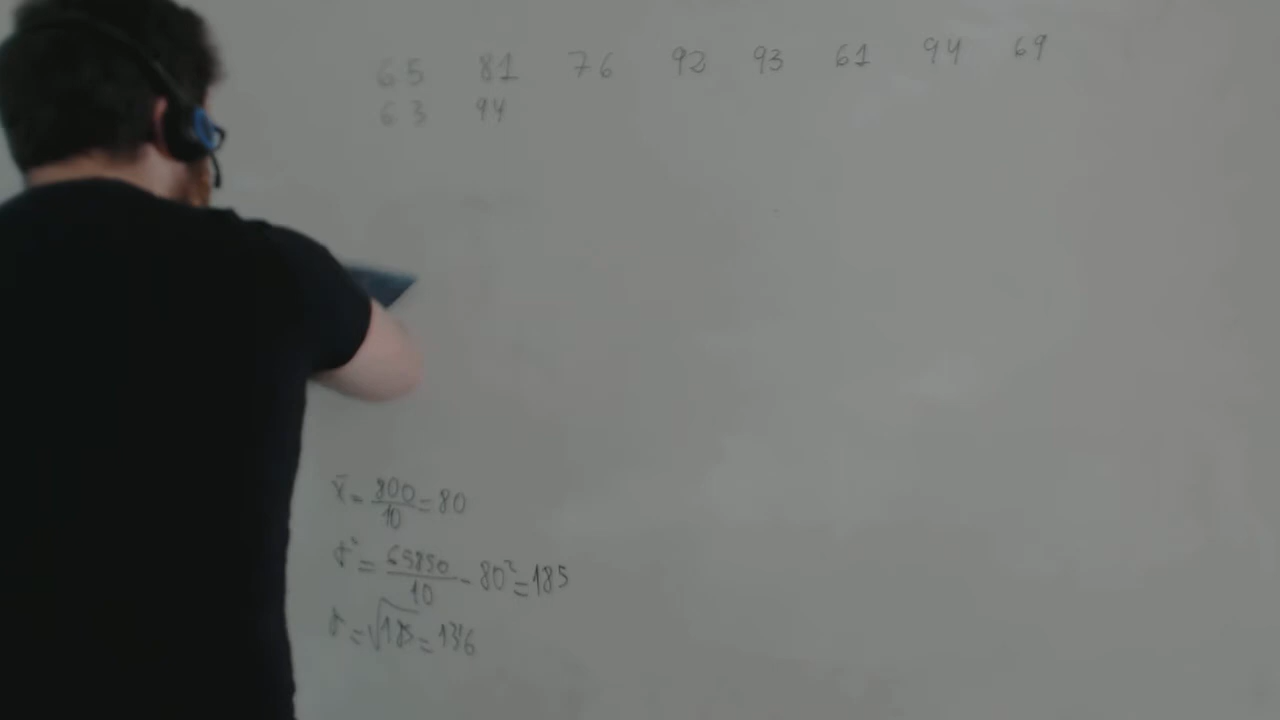 65 81 76 92 93 61 94 69
63 94
x̄ = 800/10 = 80
σ² = 65850/10 - 80² = 185
σ = √185 = 13'6